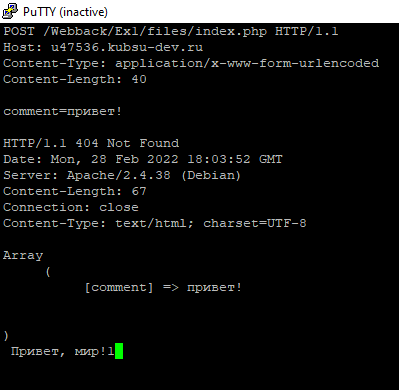 PuTTY (inactive)
POST /Webback/Ex1/files/index.php HTTP/1.1
Host: u47536.kubsu-dev.ru
Content-Type: application/x-www-form-urlencoded
Content-Length: 40
comment=привет!
HTTP/1.1 404 Not Found
Date: Mon, 28 Feb 2022 18:03:52 GMT
Server: Apache/2.4.38 (Debian)
Content-Length: 67
Connection: close
Content-Type: text/html; charset=UTF-8
Array
(
[comment] => привет!
)
Привет, мир!1